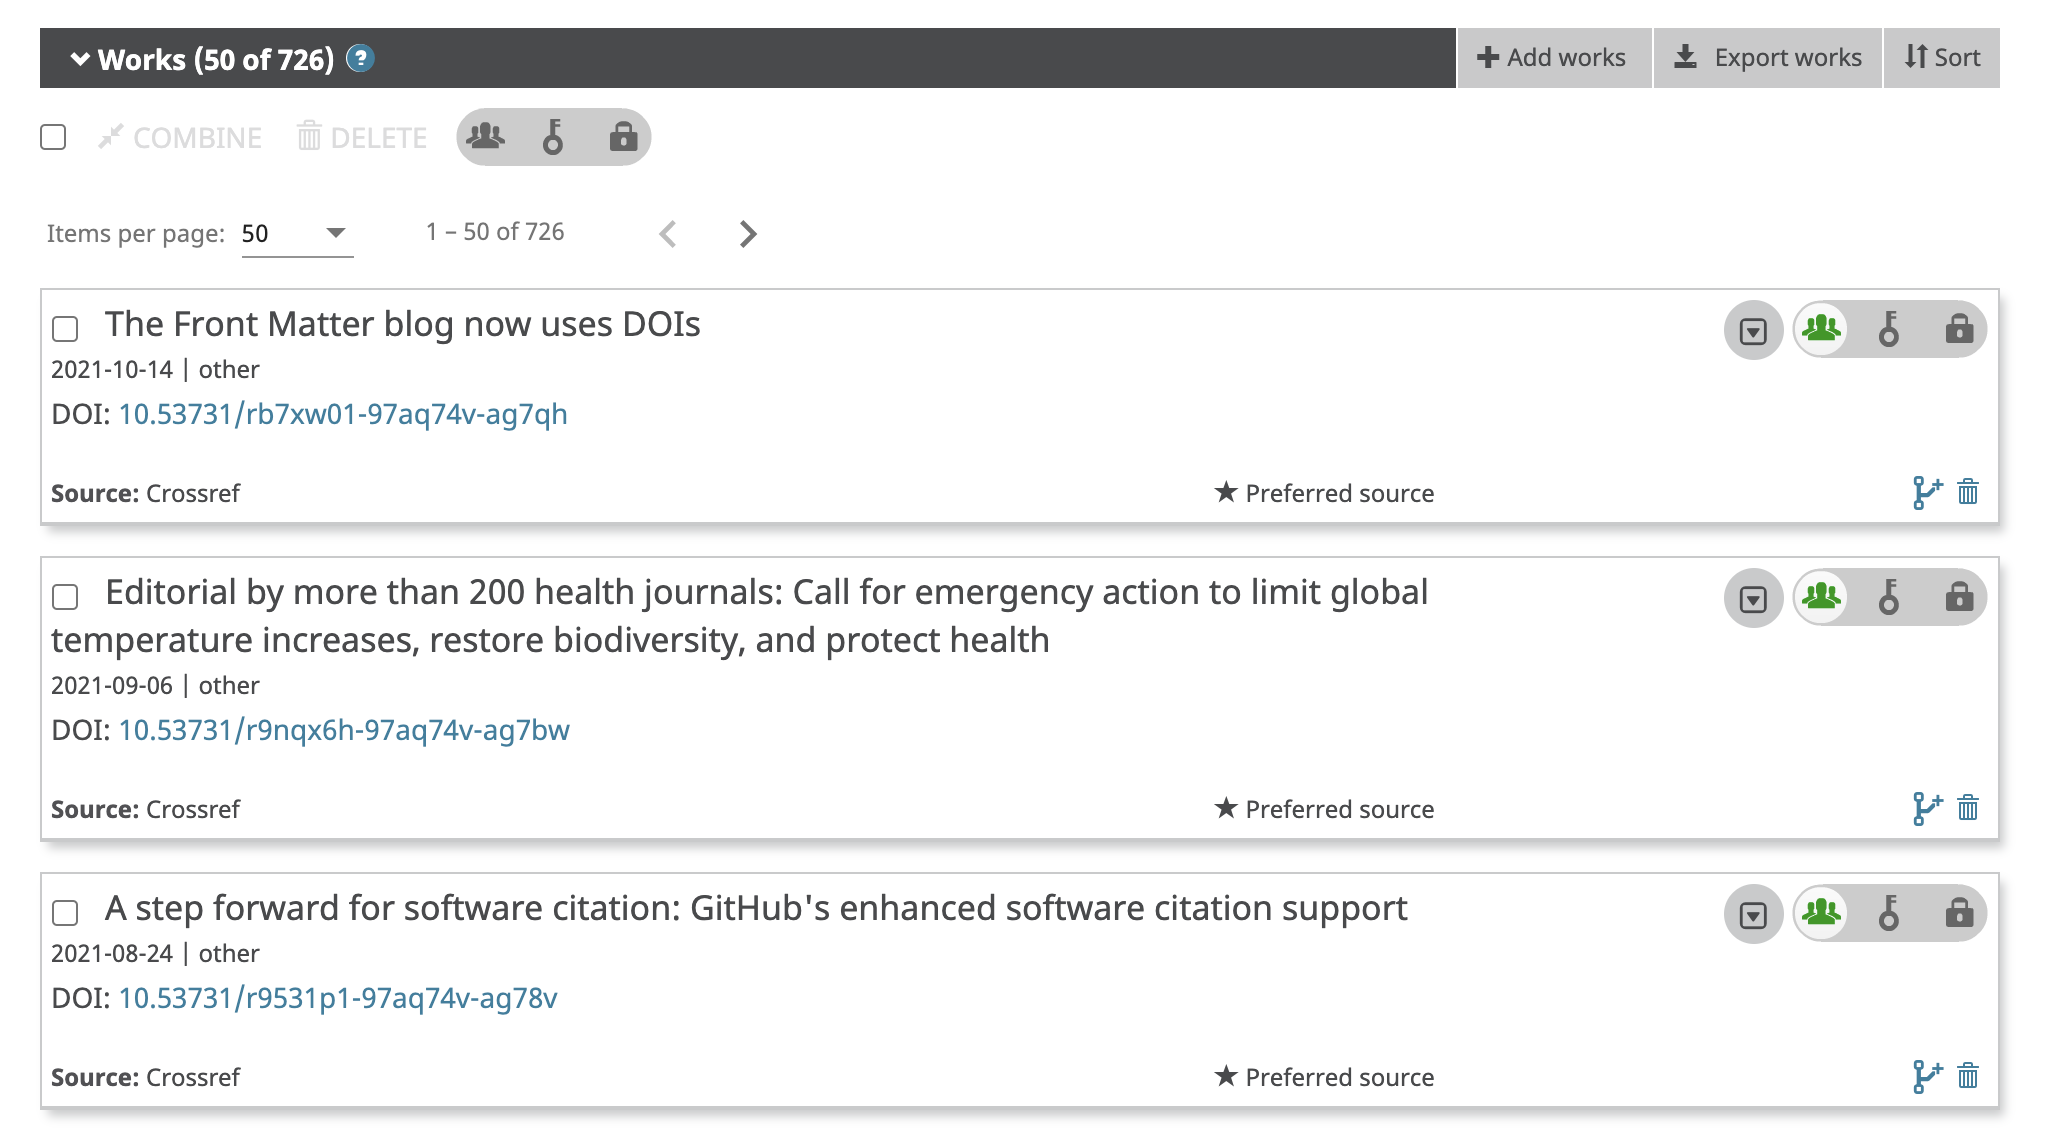 Works (50 of 726) ?
Add works
Export works
Sort
COMBINE
DELETE
Items per page: 50
1 – 50 of 726
The Front Matter blog now uses DOIs
2021-10-14 | other
DOI: 10.53731/rb7xw01-97aq74v-ag7qh
Source: Crossref
★ Preferred source
Editorial by more than 200 health journals: Call for emergency action to limit global
temperature increases, restore biodiversity, and protect health
2021-09-06 | other
DOI: 10.53731/r9nqx6h-97aq74v-ag7bw
Source: Crossref
★ Preferred source
A step forward for software citation: GitHub's enhanced software citation support
2021-08-24 | other
DOI: 10.53731/r9531p1-97aq74v-ag78v
Source: Crossref
★ Preferred source